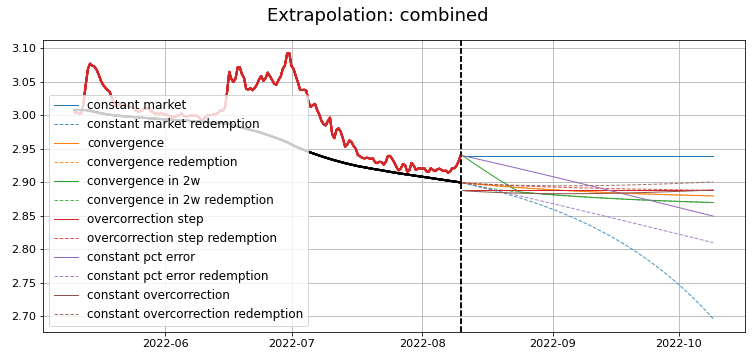 Extrapolation: combined
3.10
3.05
3.00
2.95
2.90
2.85
2.80
2.75
2.70
constant market
constant market redemption
convergence
convergence redemption
convergence in 2w
convergence in 2w redemption
overcorrection step
overcorrection step redemption
constant pct error
constant pct error redemption
constant overcorrection
constant overcorrection redemption
2022-06 2022-07 2022-08 2022-09 2022-10